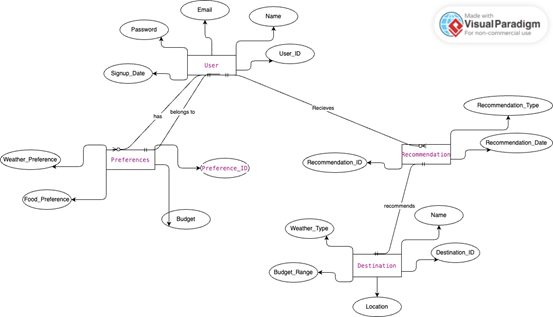 Made with
Visual Paradigm
For non-commercial use
Email
Name
Password
User_ID
User
Signup_Date
has
belongs to
Recieves
Recommendation_Type
Recommendation_Date
Recommendation
Recommendation_ID
Weather_Preference
Preferences
(Preference_ID)
Food_Preference
Budget
recommends
Name
Weather_Type
Destination_ID
Destination
Budget_Range
Location